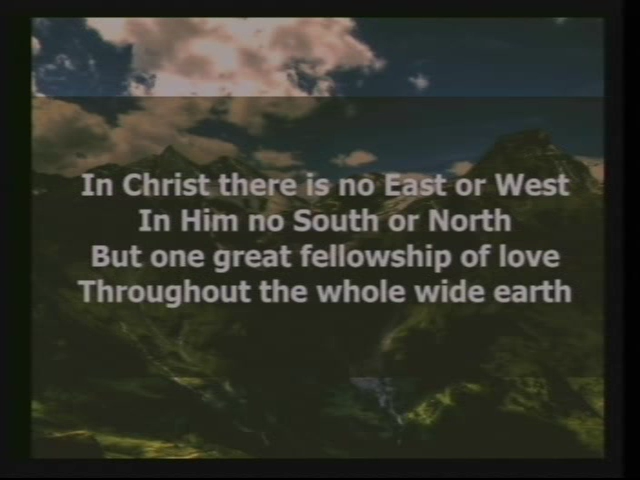 In Christ there is no East or West
In Him no South or North
But one great fellowship of love
Throughout the whole wide earth